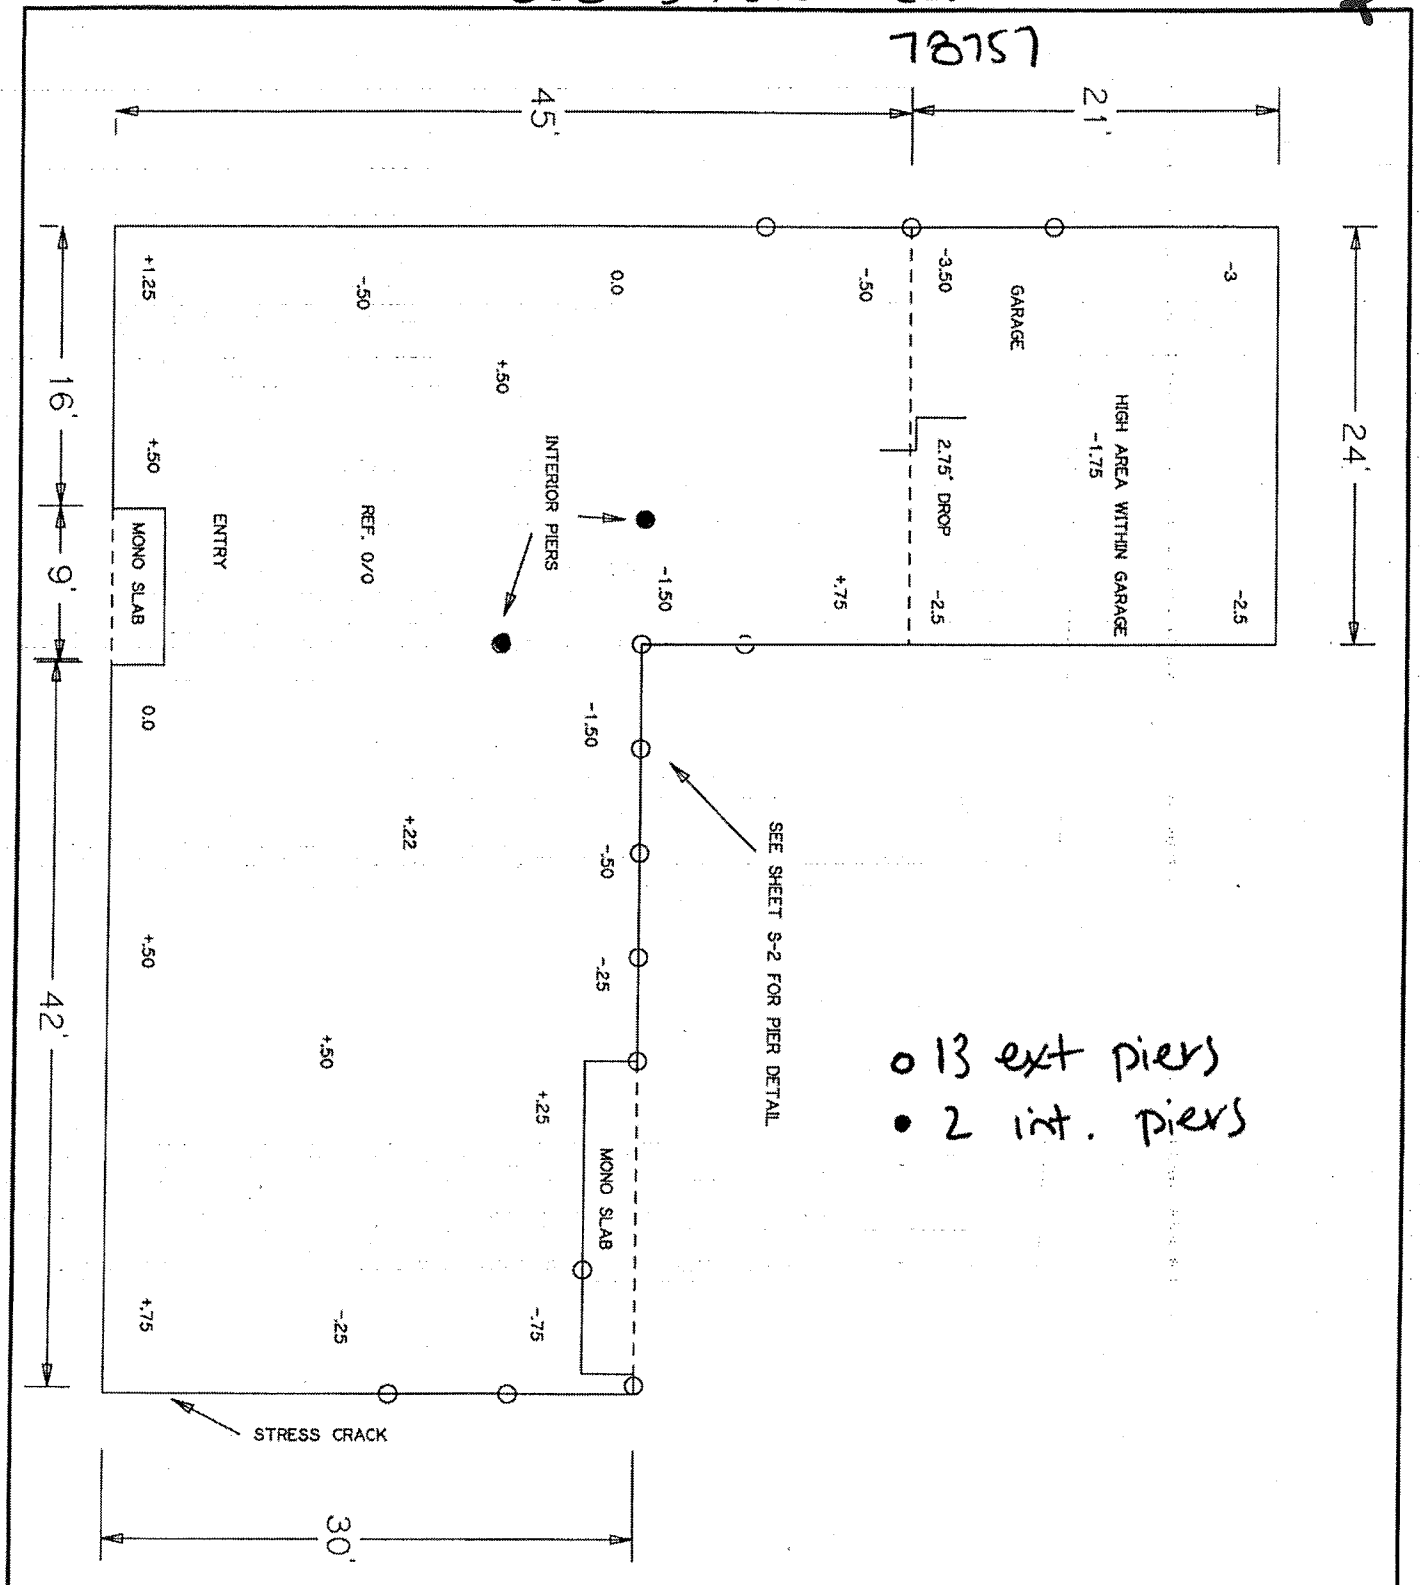 78757
45'
21'
24'
16'
9'
42'
30'
+1.25
-.50
0.0
-.50
-3.50
-3
GARAGE
+.50
HIGH AREA WITHIN GARAGE
-1.75
2.75" DROP
+.50
INTERIOR PIERS
REF. 0/0
ENTRY
MONO SLAB
-1.50
+.75
-2.5
-2.5
0.0
-1.50
+.22
-.50
SEE SHEET S-2 FOR PIER DETAIL
+.50
-.25
+.50
+.25
MONO SLAB
+.75
-.25
-.75
STRESS CRACK
o 13 ext piers
• 2 int. piers